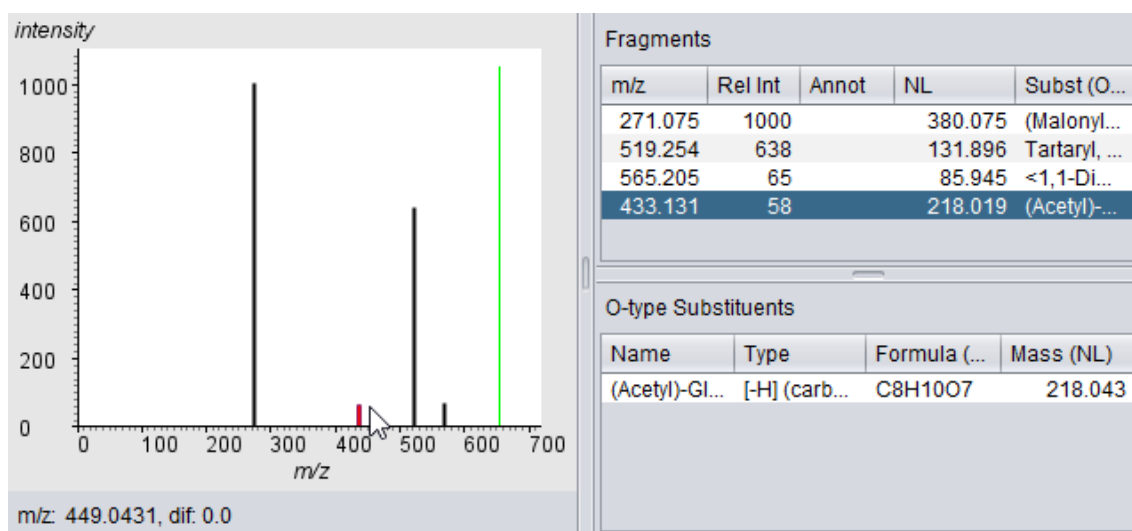 intensity
1000
800
600
400
200
0
0 100 200 300 400 500 600 700
m/z
m/z: 449.0431, dif: 0.0
Fragments
m/z Rel Int Annot NL Subst (O...
271.075 1000 380.075 (Malonyl...
519.254 638 131.896 Tartaryl, ...
565.205 65 85.945 <1,1-Di...
433.131 58 218.019 (Acetyl)-...
O-type Substituents
Name Type Formula (... Mass (NL)
(Acetyl)-Gl... [-H] (carb... C8H10O7 218.043